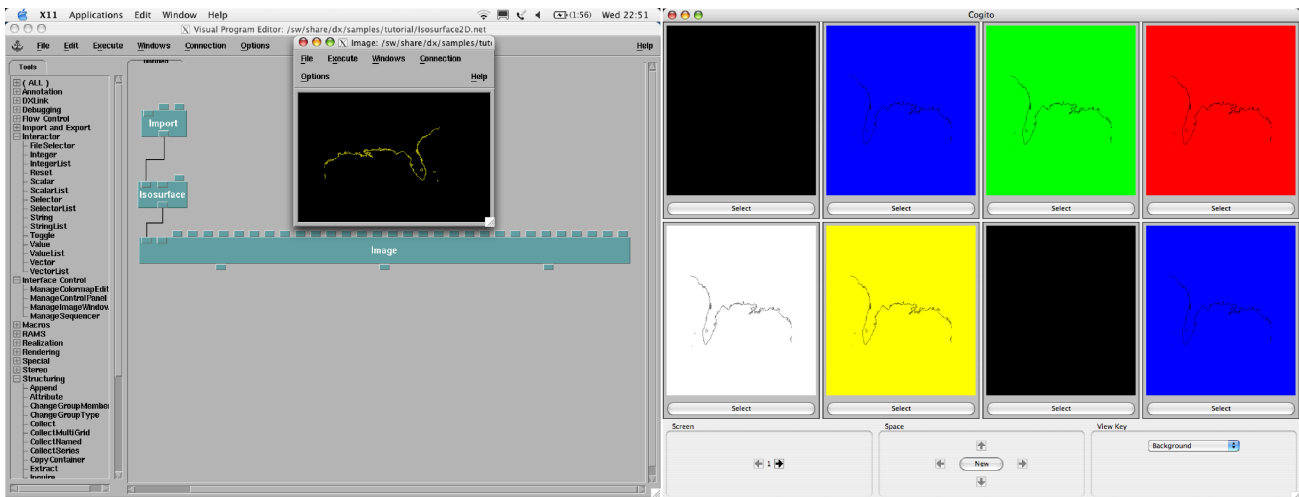 X11 Applications Edit Window Help
(1:56) Wed 22:51
Visual Program Editor: /sw/share/dx/samples/tutorial/Isosurface2D.net
File Edit Execute Windows Connection Options Help
Tools
( ALL )
Annotation
DXLink
Debugging
Flow Control
Import and Export
Interactor
FileSelector
Integer
IntegerList
Reset
Scalar
ScalarList
Selector
SelectorList
String
StringList
Toggle
Value
ValueList
Vector
VectorList
Interface Control
ManageColormapEdit
ManageControlPanel
ManageImageWindow
ManageSequencer
Macros
RAMS
Realization
Rendering
Special
Stereo
Structuring
Append
Attribute
ChangeGroupMember
ChangeGroupType
Collect
CollectMultiGrid
CollectNamed
CollectSeries
CopyContainer
Extract
Inquire
Import
Isosurface
Image
Image: /sw/share/dx/samples/tut
File Execute Windows Connection
Options Help
Cogito
Select Select Select Select
Select Select Select Select
Screen Space View Key
1
New
Background